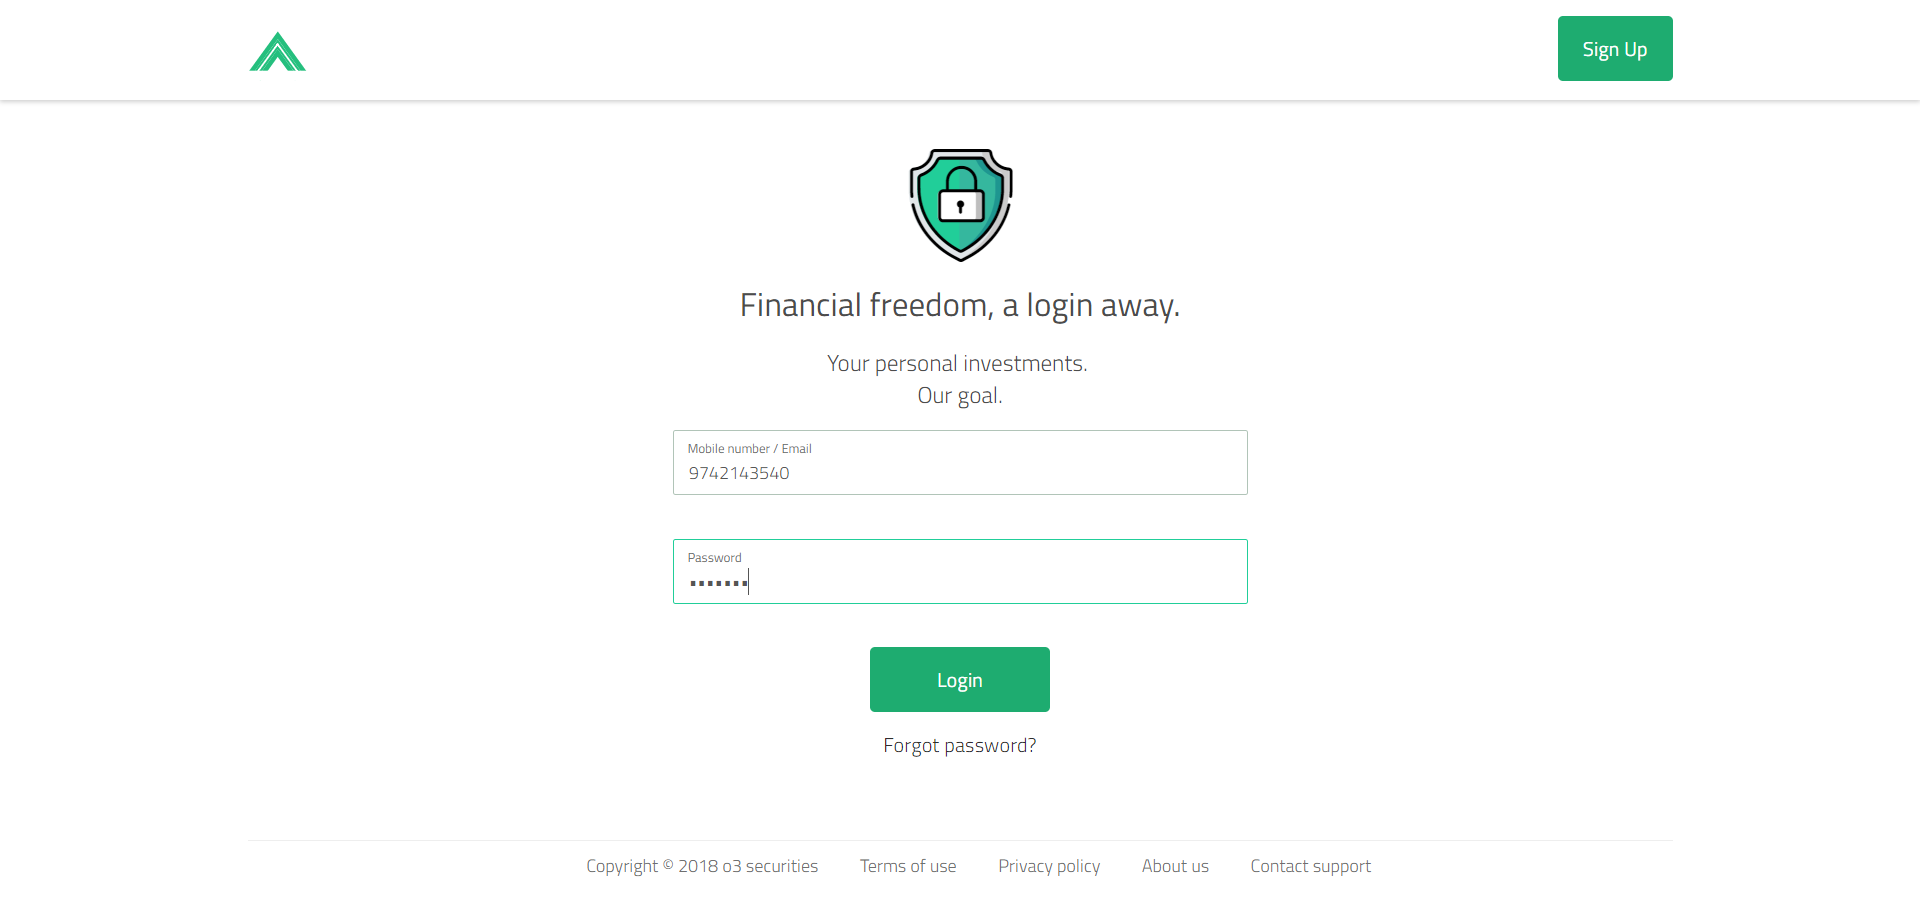 Sign Up
Financial freedom, a login away.
Your personal investments.
Our goal.
Mobile number / Email
9742143540
Password
Login
Forgot password?
Copyright © 2018 o3 securities Terms of use Privacy policy About us Contact support